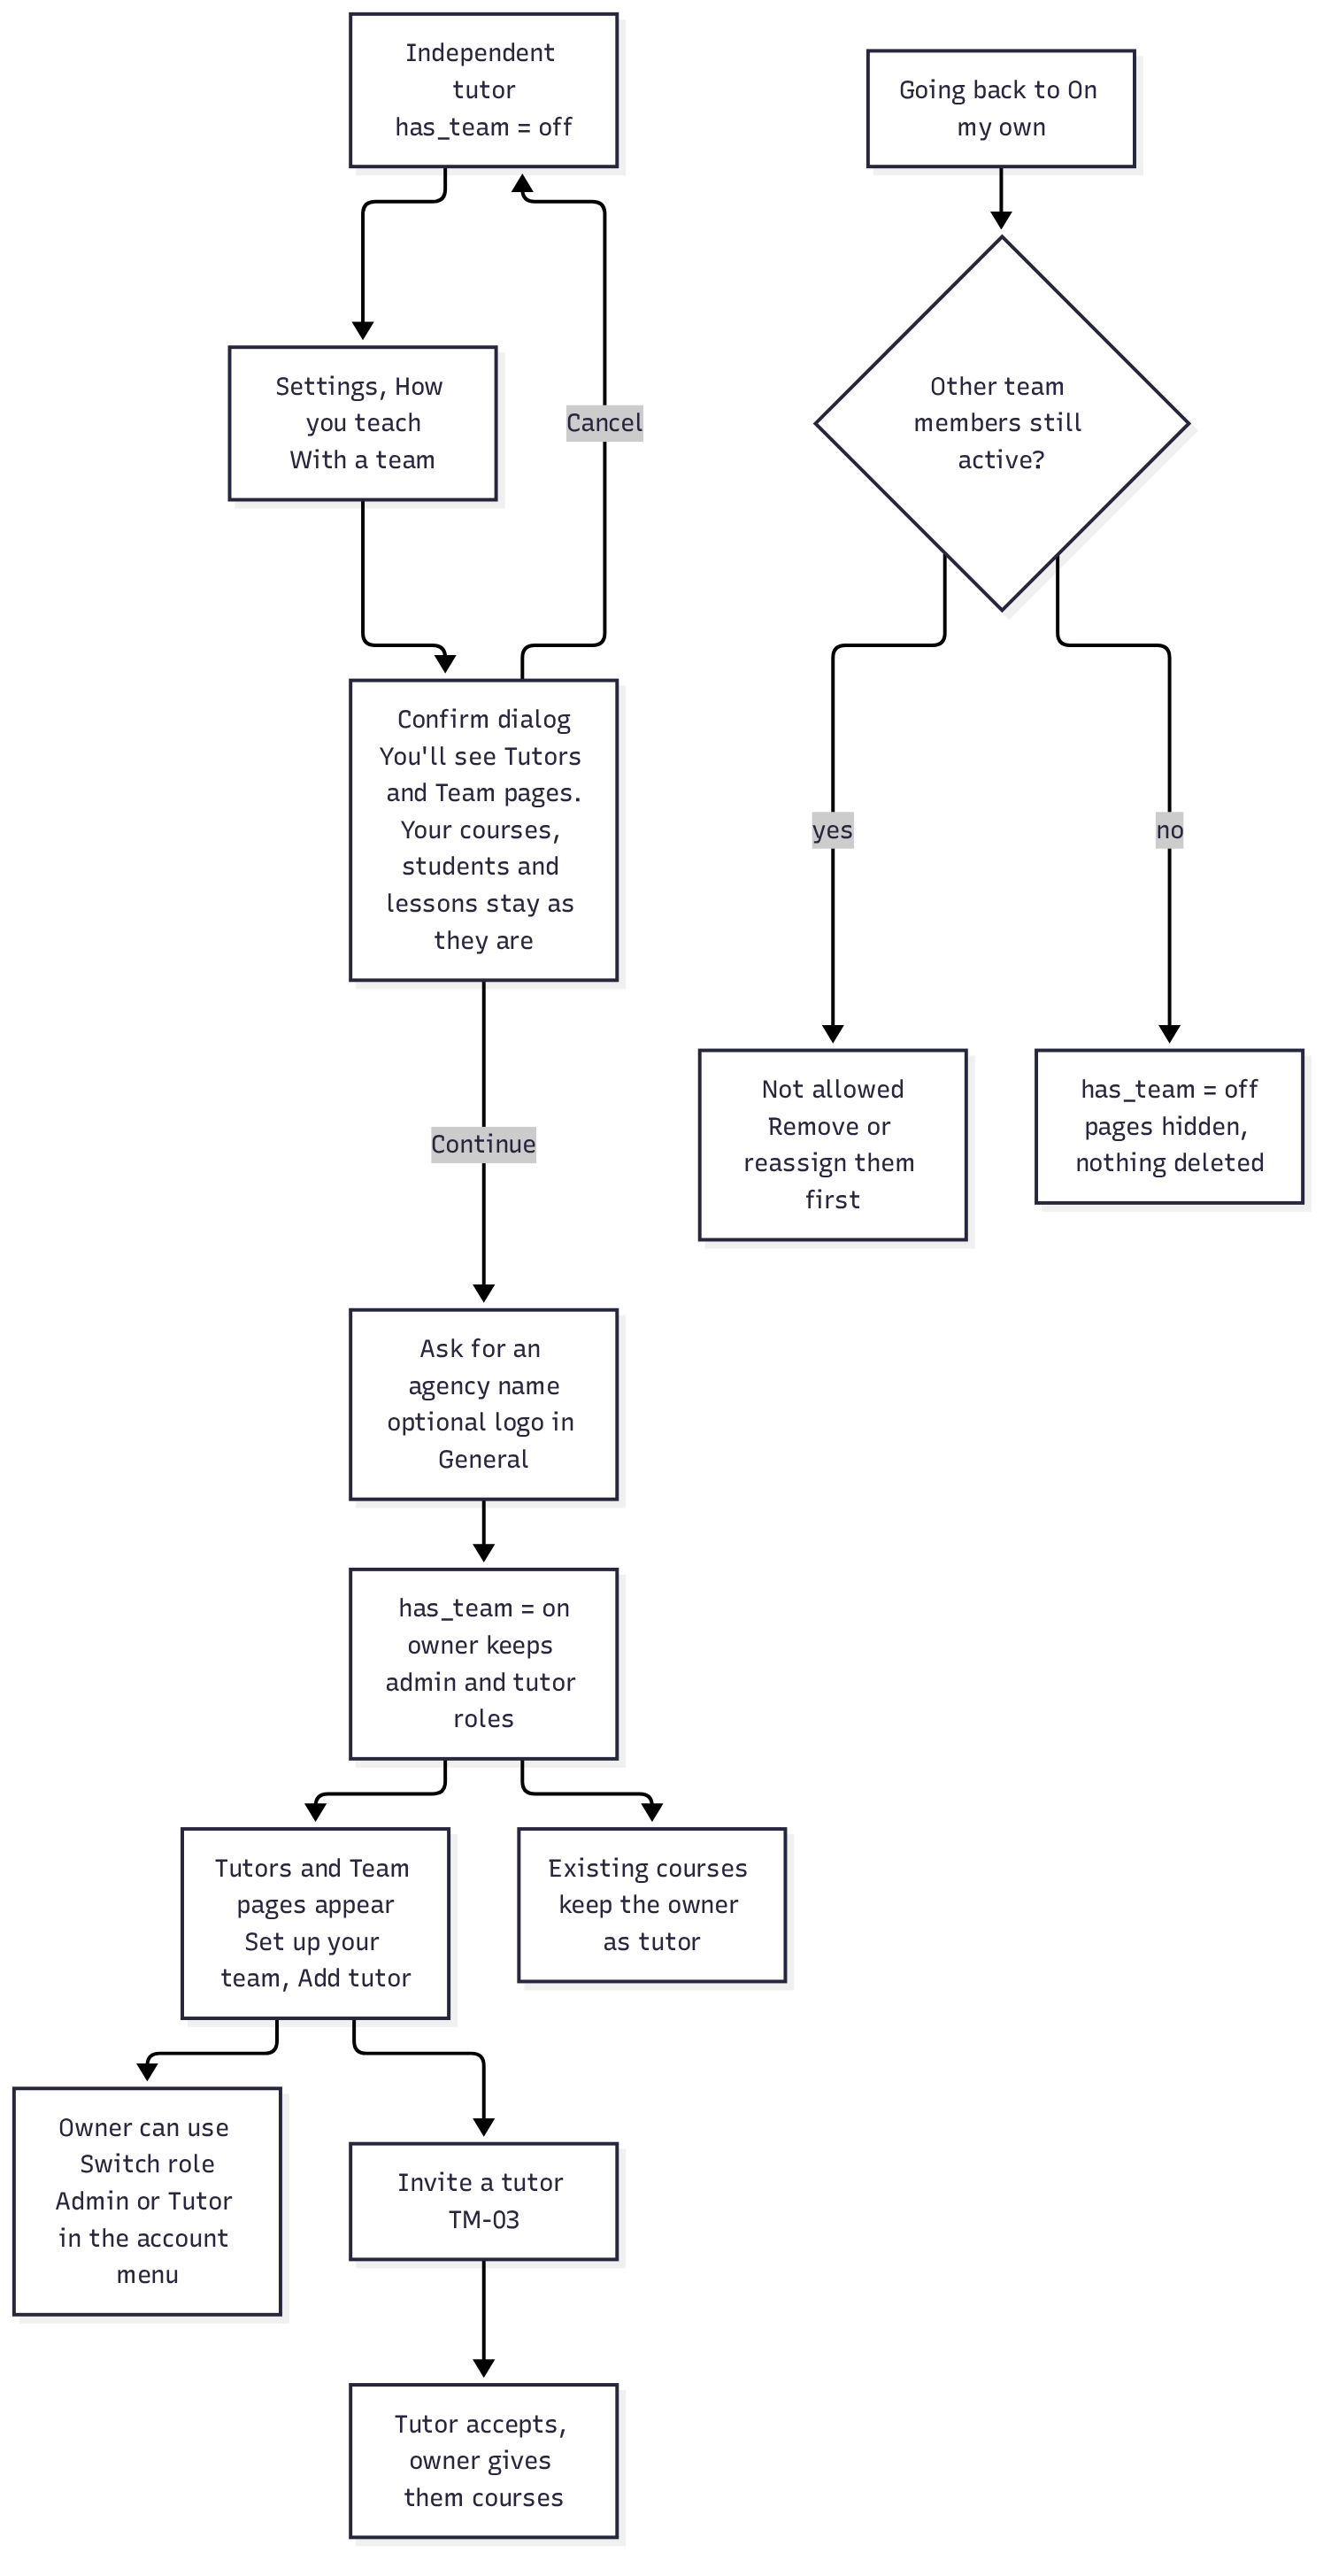 Independent
tutor
has_team = off
Going back to On
my own
Settings, How
you teach
With a team
Cancel
Other team
members still
active?
Confirm dialog
You'll see Tutors
and Team pages.
Your courses,
students and
lessons stay as
they are
yes
no
Continue
Not allowed
Remove or
reassign them
first
has_team = off
pages hidden,
nothing deleted
Ask for an
agency name
optional logo in
General
has_team = on
owner keeps
admin and tutor
roles
Tutors and Team
pages appear
Set up your
team, Add tutor
Existing courses
keep the owner
as tutor
Owner can use
Switch role
Admin or Tutor
in the account
menu
Invite a tutor
TM-03
Tutor accepts,
owner gives
them courses